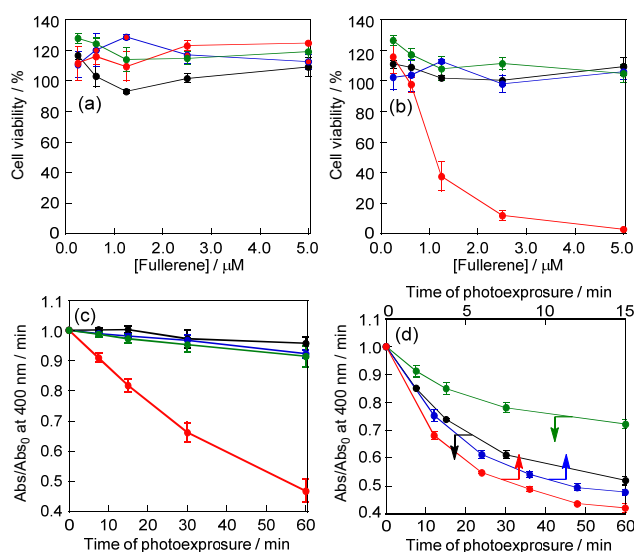 140
120
100
80
60
40
20
0
Cell viability / %
(a)
0.0 1.0 2.0 3.0 4.0 5.0
[Fullerene] / μM
140
120
100
80
60
40
20
0
Cell viability / %
(b)
0.0 1.0 2.0 3.0 4.0 5.0
[Fullerene] / μM
1.1
1.0
0.9
0.8
0.7
0.6
0.5
0.4
Abs/Abs0 at 400 nm / min
(c)
0 10 20 30 40 50 60
Time of photoexprosure / min
Time of photoexprosure / min
0 5 10 15
1.1
1.0
0.9
0.8
0.7
0.6
0.5
0.4
Abs/Abs0 at 400 nm / min
(d)
0 10 20 30 40 50 60
Time of photoexprosure / min